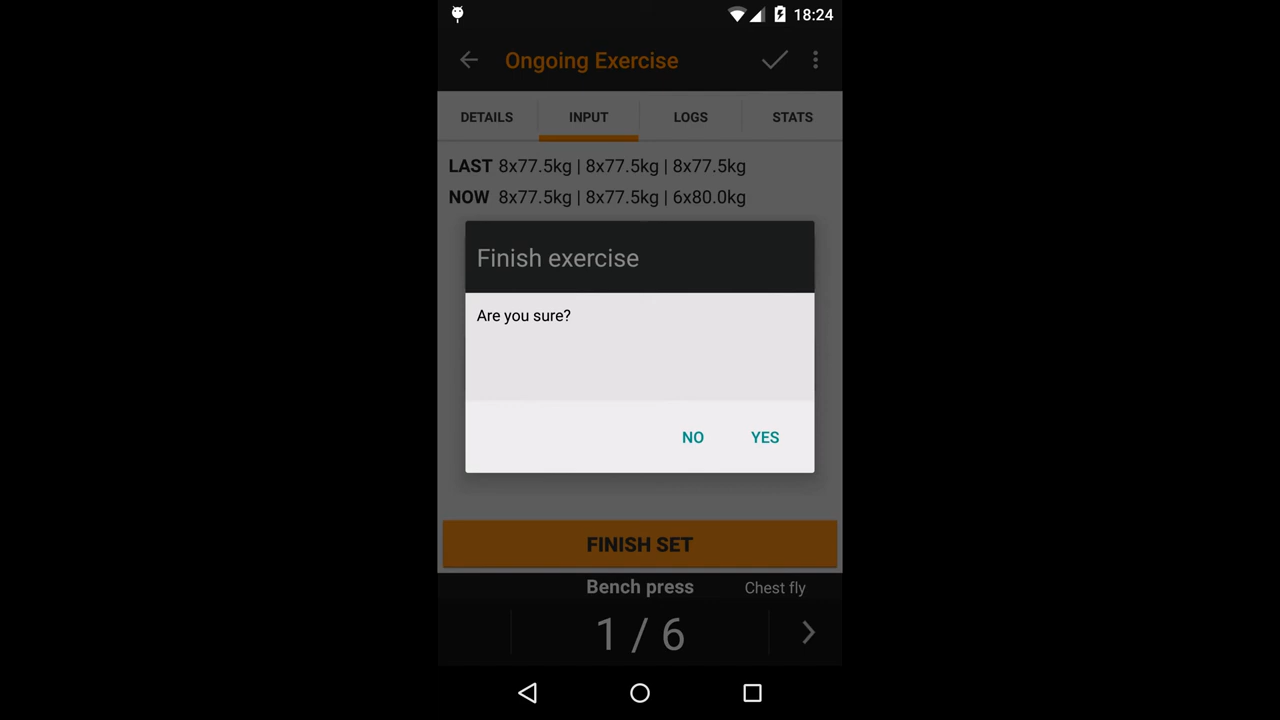 18:24
Ongoing Exercise
DETAILS INPUT LOGS STATS
LAST 8x77.5kg | 8x77.5kg | 8x77.5kg
NOW 8x77.5kg | 8x77.5kg | 6x80.0kg
Finish exercise
Are you sure?
NO YES
FINISH SET
Bench press Chest fly
1 / 6